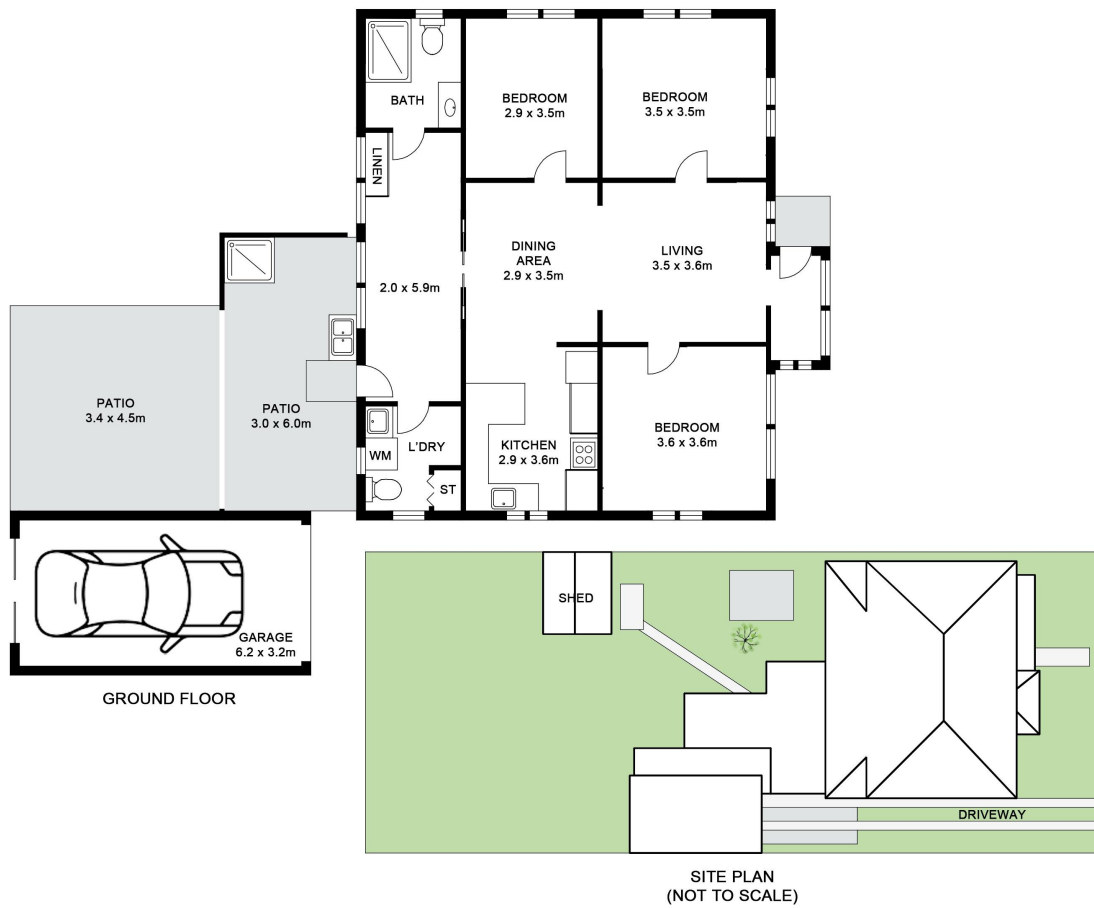 BATH
BEDROOM
2.9 x 3.5m
BEDROOM
3.5 x 3.5m
LINEN
DINING
AREA
2.9 x 3.5m
LIVING
3.5 x 3.6m
2.0 x 5.9m
PATIO
3.4 x 4.5m
PATIO
3.0 x 6.0m
L'DRY
WM
ST
KITCHEN
2.9 x 3.6m
BEDROOM
3.6 x 3.6m
GARAGE
6.2 x 3.2m
GROUND FLOOR
SHED
DRIVEWAY
SITE PLAN
(NOT TO SCALE)